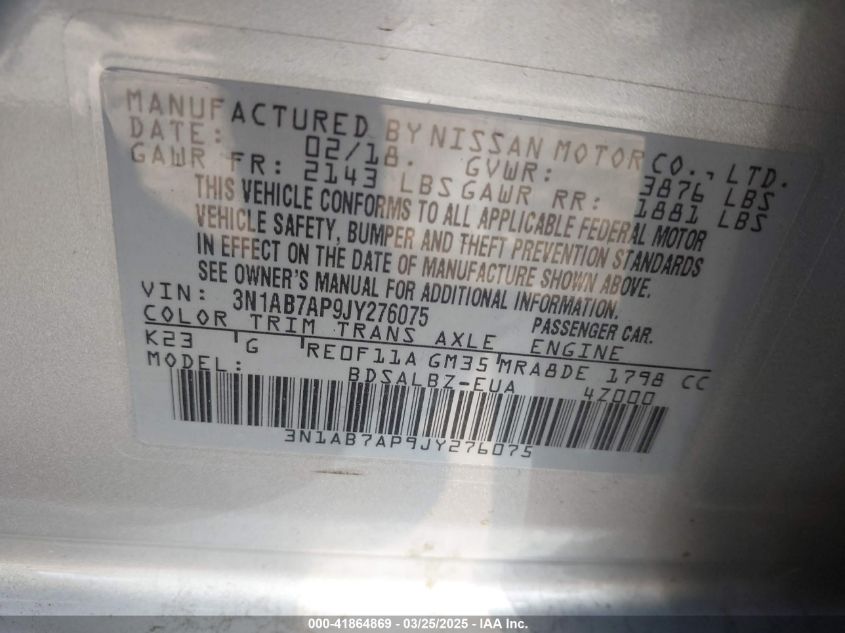 MANUFACTURED BY NISSAN MOTOR CO., LTD.
DATE: 02/18. GVWR: 3876 LBS
GAWR FR: 2143 LBS GAWR RR: 1881 LBS
THIS VEHICLE CONFORMS TO ALL APPLICABLE FEDERAL MOTOR
VEHICLE SAFETY, BUMPER AND THEFT PREVENTION STANDARDS
IN EFFECT ON THE DATE OF MANUFACTURE SHOWN ABOVE.
SEE OWNER'S MANUAL FOR ADDITIONAL INFORMATION.
VIN: 3N1AB7AP9JY276075 PASSENGER CAR.
COLOR TRIM TRANS AXLE ENGINE
K23 G RE0F11A GM35 MRA8DE 1798 CC
MODEL: BDSALBZ-EUA 4Z000
3N1AB7AP9JY276075
000-41864869 - 03/25/2025 - IAA Inc.